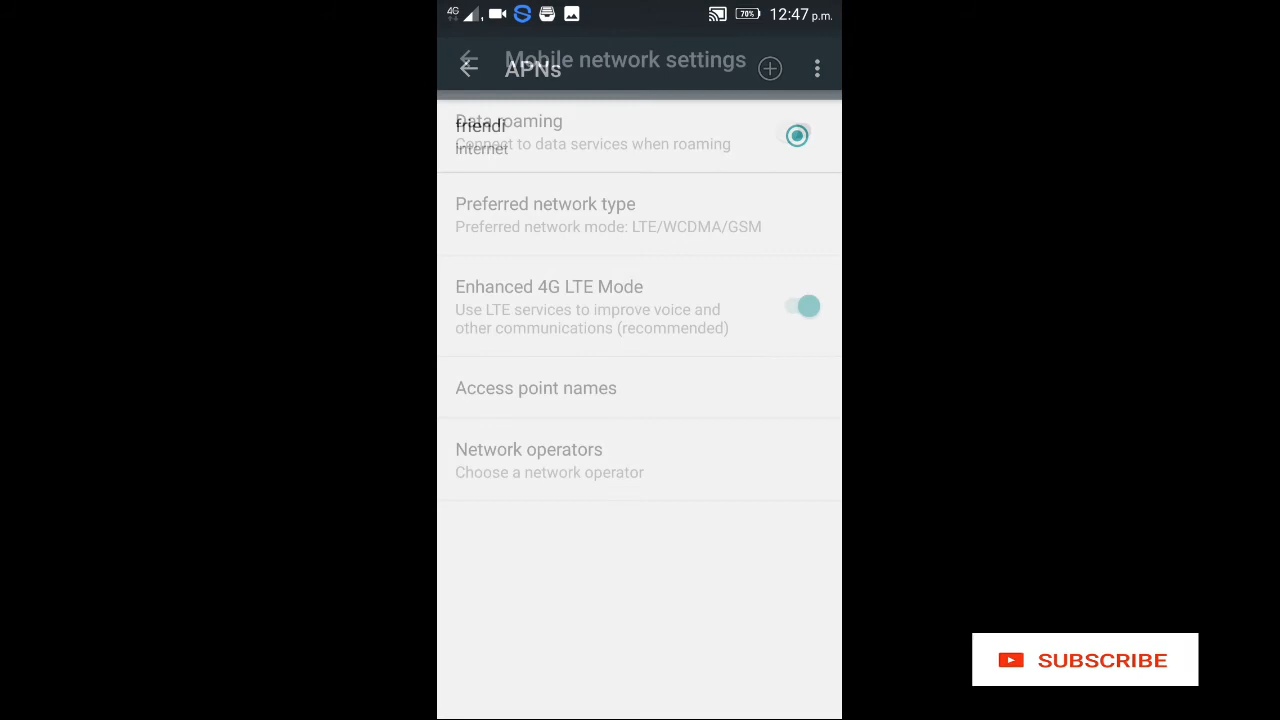 4G
70% 12:47 p.m.
Mobile network settings
APNs
Data roaming
Connect to data services when roaming
friendi
internet
Preferred network type
Preferred network mode: LTE/WCDMA/GSM
Enhanced 4G LTE Mode
Use LTE services to improve voice and
other communications (recommended)
Access point names
Network operators
Choose a network operator
SUBSCRIBE